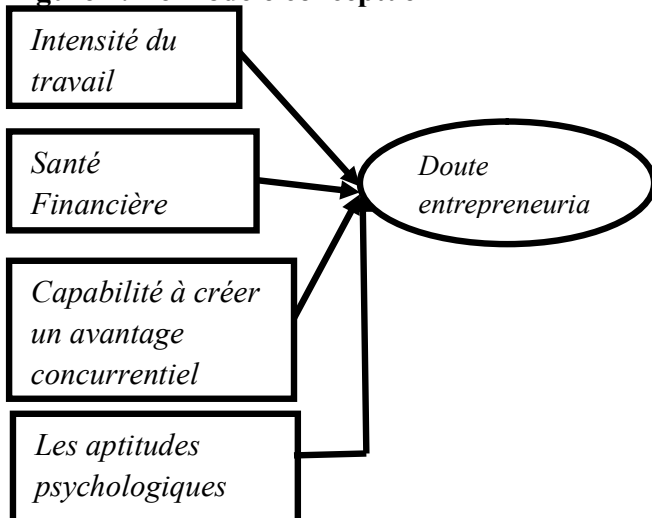 Intensité du
travail
Santé
Financière
Doute
entrepreneuria
Capabilité à créer
un avantage
concurrentiel
Les aptitudes
psychologiques